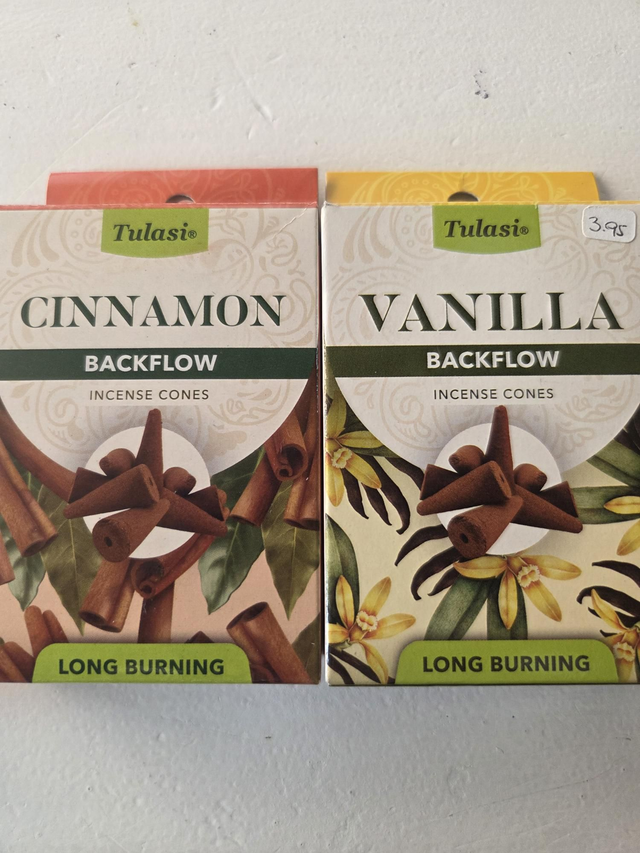 Tulasi®
CINNAMON
BACKFLOW
INCENSE CONES
LONG BURNING
Tulasi®
3.95
VANILLA
BACKFLOW
INCENSE CONES
LONG BURNING